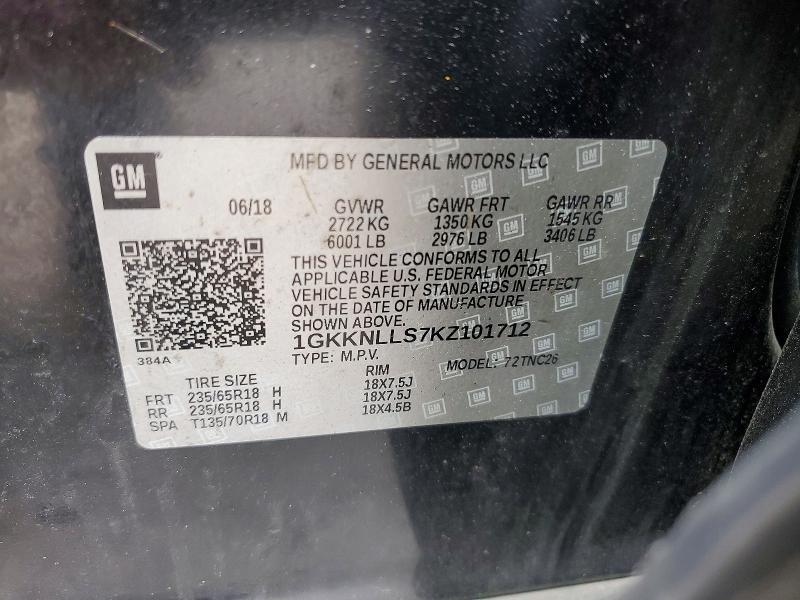 GM
MFD BY GENERAL MOTORS LLC
06/18 GVWR GAWR FRT GAWR RR
2722 KG 1350 KG 1545 KG
6001 LB 2976 LB 3406 LB
THIS VEHICLE CONFORMS TO ALL
APPLICABLE U.S. FEDERAL MOTOR
VEHICLE SAFETY STANDARDS IN EFFECT
ON THE DATE OF MANUFACTURE
SHOWN ABOVE.
1GKKNLLS7KZ101712
384A TYPE: M.P.V. MODEL: 72TNC26
TIRE SIZE RIM
FRT 235/65R18 H 18X7.5J
RR 235/65R18 H 18X7.5J
SPA T135/70R18 M 18X4.5B